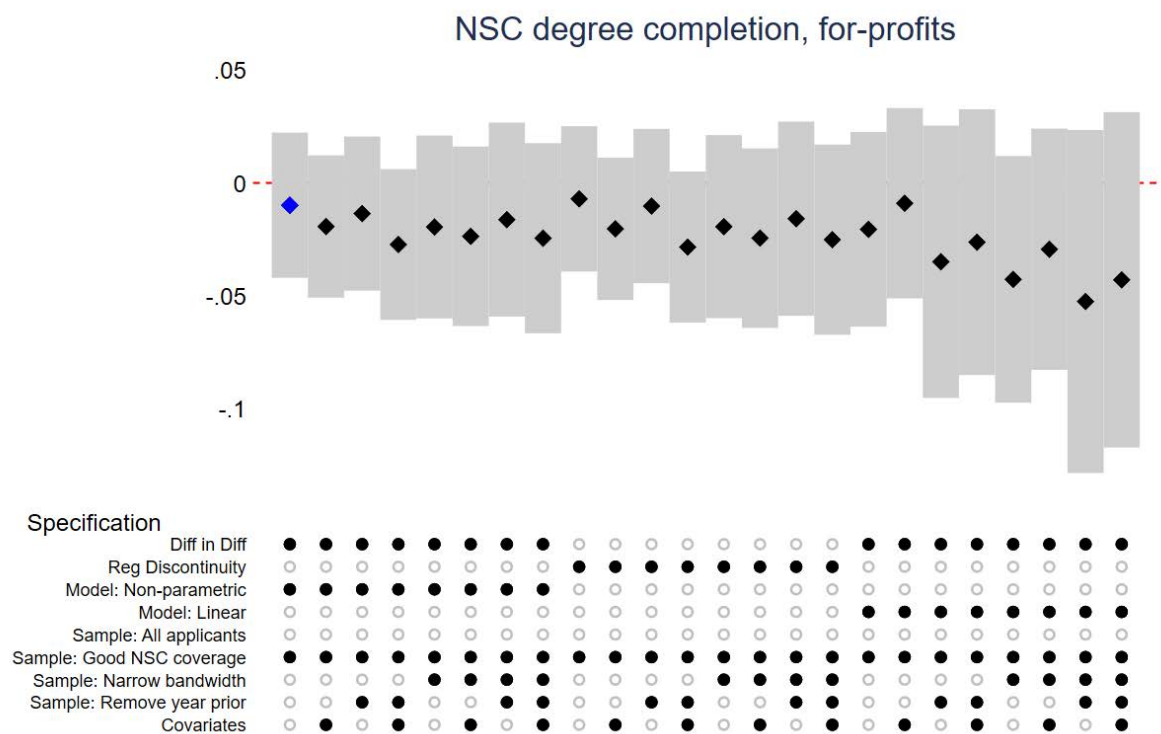 NSC degree completion, for-profits
.05
0
-.05
-.1
Specification
Diff in Diff
Reg Discontinuity
Model: Non-parametric
Model: Linear
Sample: All applicants
Sample: Good NSC coverage
Sample: Narrow bandwidth
Sample: Remove year prior
Covariates